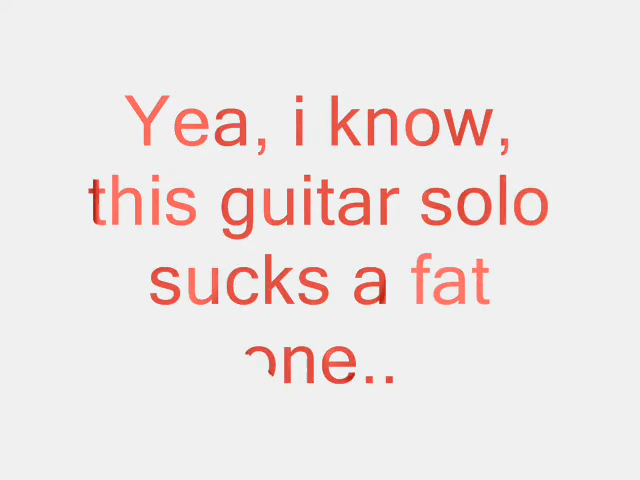 Yea, i know,
this guitar solo
sucks a fat
one..